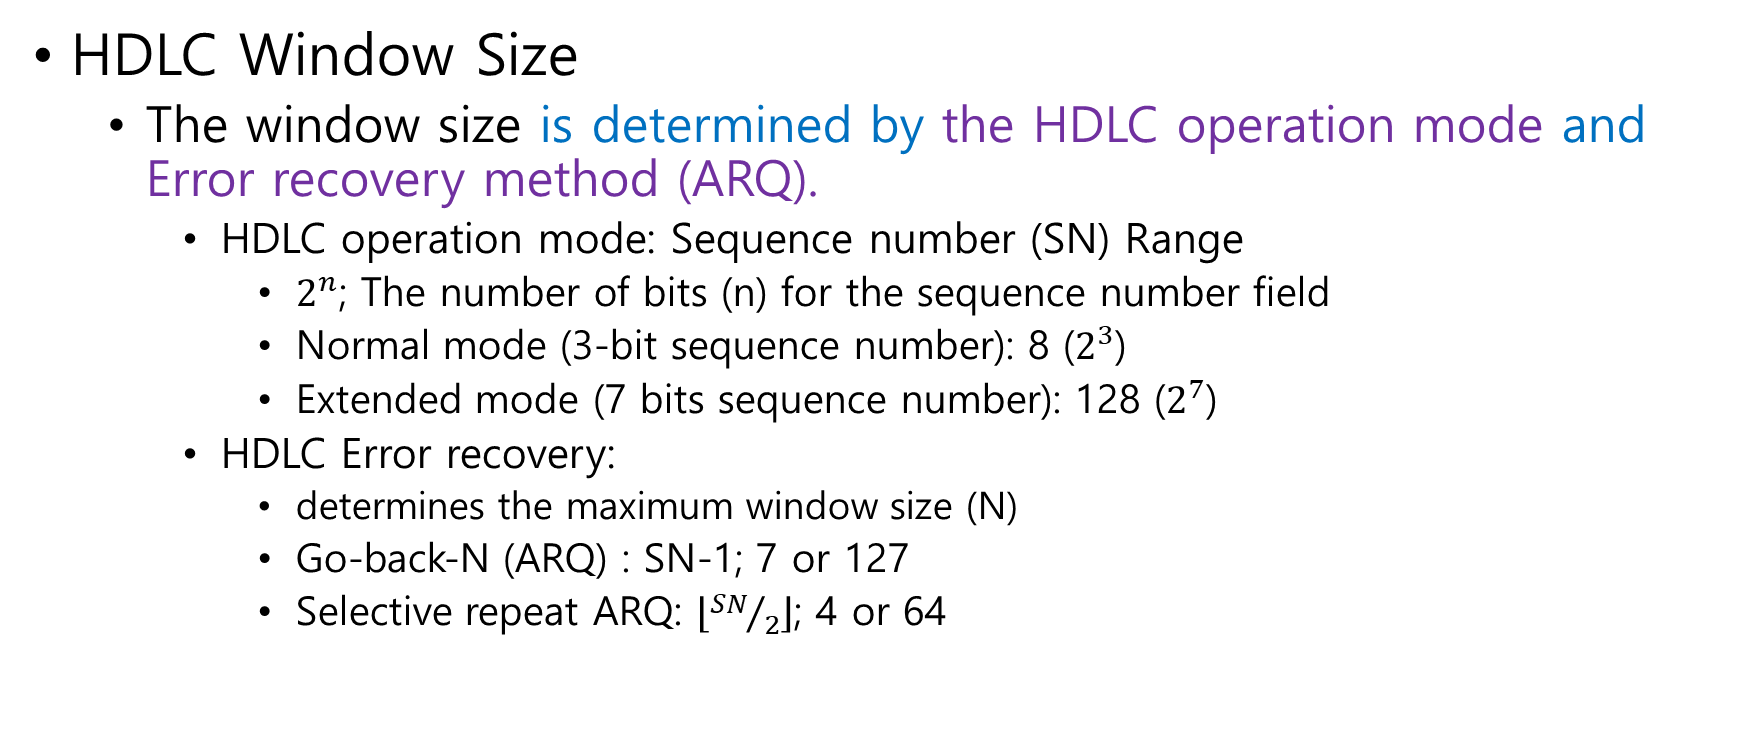 • HDLC Window Size
• The window size is determined by the HDLC operation mode and
Error recovery method (ARQ).
• HDLC operation mode: Sequence number (SN) Range
• 2ⁿ; The number of bits (n) for the sequence number field
• Normal mode (3-bit sequence number): 8 (2³)
• Extended mode (7 bits sequence number): 128 (2⁷)
• HDLC Error recovery:
• determines the maximum window size (N)
• Go-back-N (ARQ) : SN-1; 7 or 127
• Selective repeat ARQ: ⌊SN/2⌋; 4 or 64